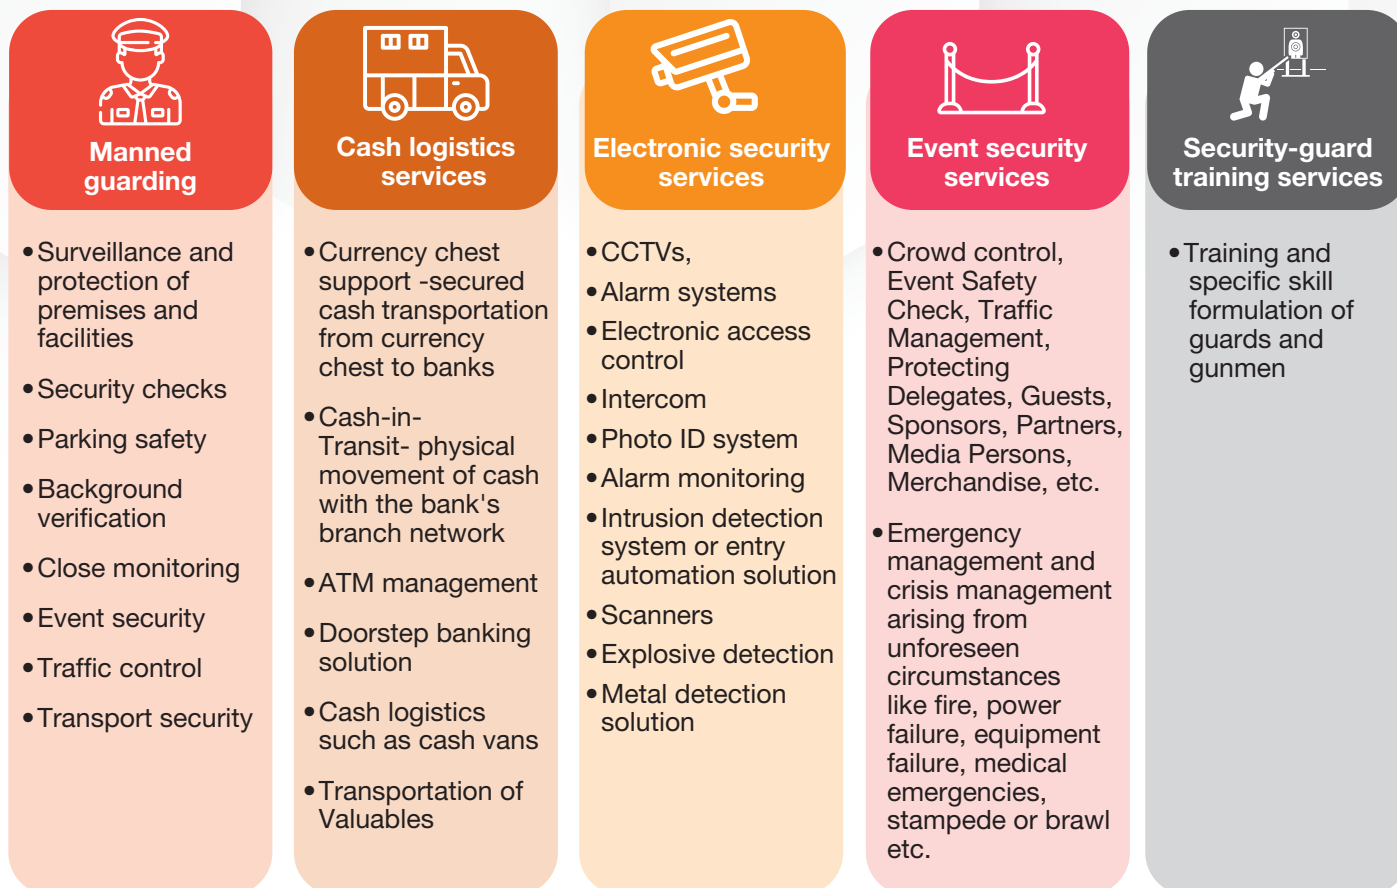 Manned
guarding
• Surveillance and
protection of
premises and
facilities
• Security checks
• Parking safety
• Background
verification
• Close monitoring
• Event security
• Traffic control
• Transport security
Cash logistics
services
• Currency chest
support -secured
cash transportation
from currency
chest to banks
• Cash-in-
Transit- physical
movement of cash
with the bank's
branch network
• ATM management
• Doorstep banking
solution
• Cash logistics
such as cash vans
• Transportation of
Valuables
Electronic security
services
• CCTVs,
• Alarm systems
• Electronic access
control
• Intercom
• Photo ID system
• Alarm monitoring
• Intrusion detection
system or entry
automation solution
• Scanners
• Explosive detection
• Metal detection
solution
Event security
services
• Crowd control,
Event Safety
Check, Traffic
Management,
Protecting
Delegates, Guests,
Sponsors, Partners,
Media Persons,
Merchandise, etc.
• Emergency
management and
crisis management
arising from
unforeseen
circumstances
like fire, power
failure, equipment
failure, medical
emergencies,
stampede or brawl
etc.
Security-guard
training services
• Training and
specific skill
formulation of
guards and
gunmen